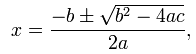 x = \frac{-b \pm \sqrt{b^2 - 4ac}}{2a},